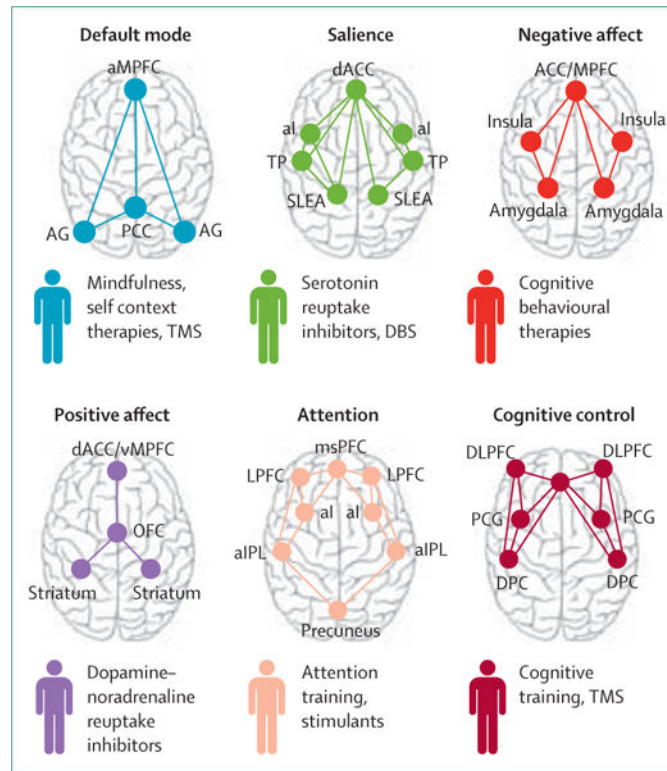 Default mode
aMPFC
AG
PCC
AG
Mindfulness,
self context
therapies, TMS
Salience
dACC
aI
aI
TP
TP
SLEA
SLEA
Serotonin
reuptake
inhibitors, DBS
Negative affect
ACC/MPFC
Insula
Insula
Amygdala
Amygdala
Cognitive
behavioural
therapies
Positive affect
dACC/vMPFC
OFC
Striatum
Striatum
Dopamine–
noradrenaline
reuptake
inhibitors
Attention
msPFC
LPFC
LPFC
aI
aI
aIPL
aIPL
Precuneus
Attention
training,
stimulants
Cognitive control
DLPFC
DLPFC
PCG
PCG
DPC
DPC
Cognitive
training, TMS